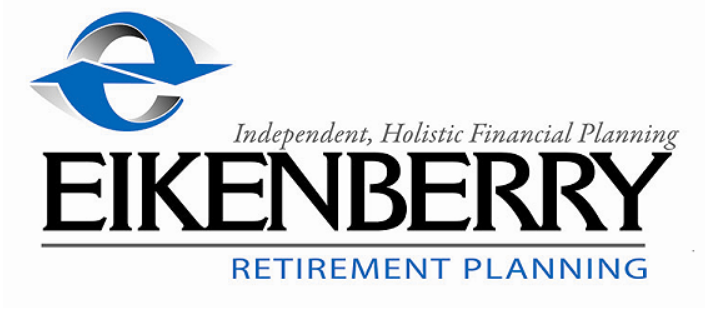 Independent, Holistic Financial Planning
EIKENBERRY
RETIREMENT PLANNING